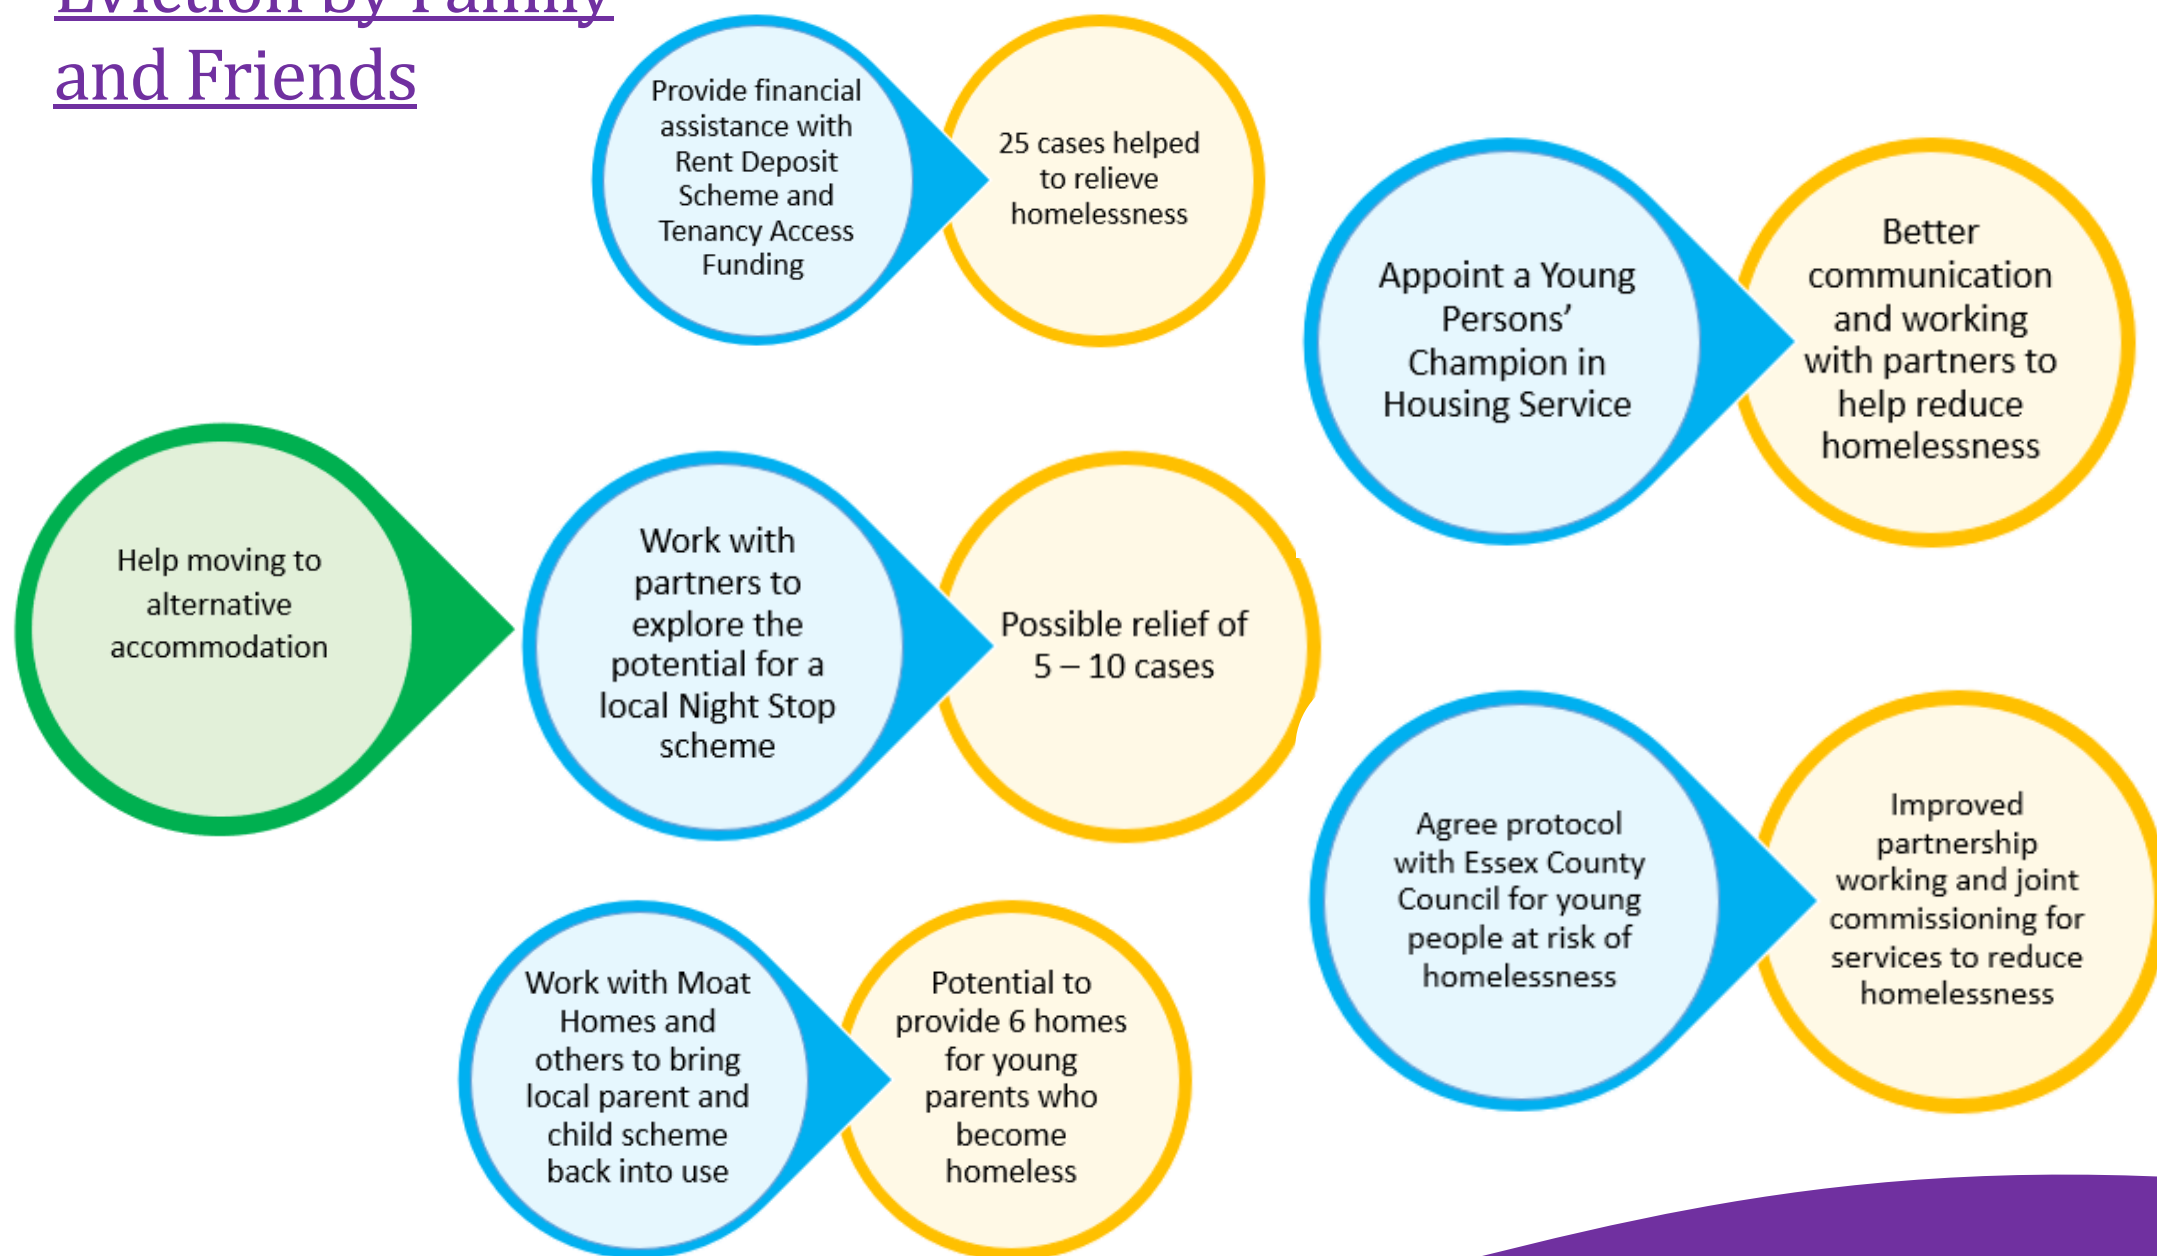 Eviction by Family
and Friends
Provide financial
assistance with
Rent Deposit
Scheme and
Tenancy Access
Funding
25 cases helped
to relieve
homelessness
Appoint a Young
Persons’
Champion in
Housing Service
Better
communication
and working
with partners to
help reduce
homelessness
Help moving to
alternative
accommodation
Work with
partners to
explore the
potential for a
local Night Stop
scheme
Possible relief of
5 – 10 cases
Agree protocol
with Essex County
Council for young
people at risk of
homelessness
Improved
partnership
working and joint
commissioning for
services to reduce
homelessness
Work with Moat
Homes and
others to bring
local parent and
child scheme
back into use
Potential to
provide 6 homes
for young
parents who
become
homeless